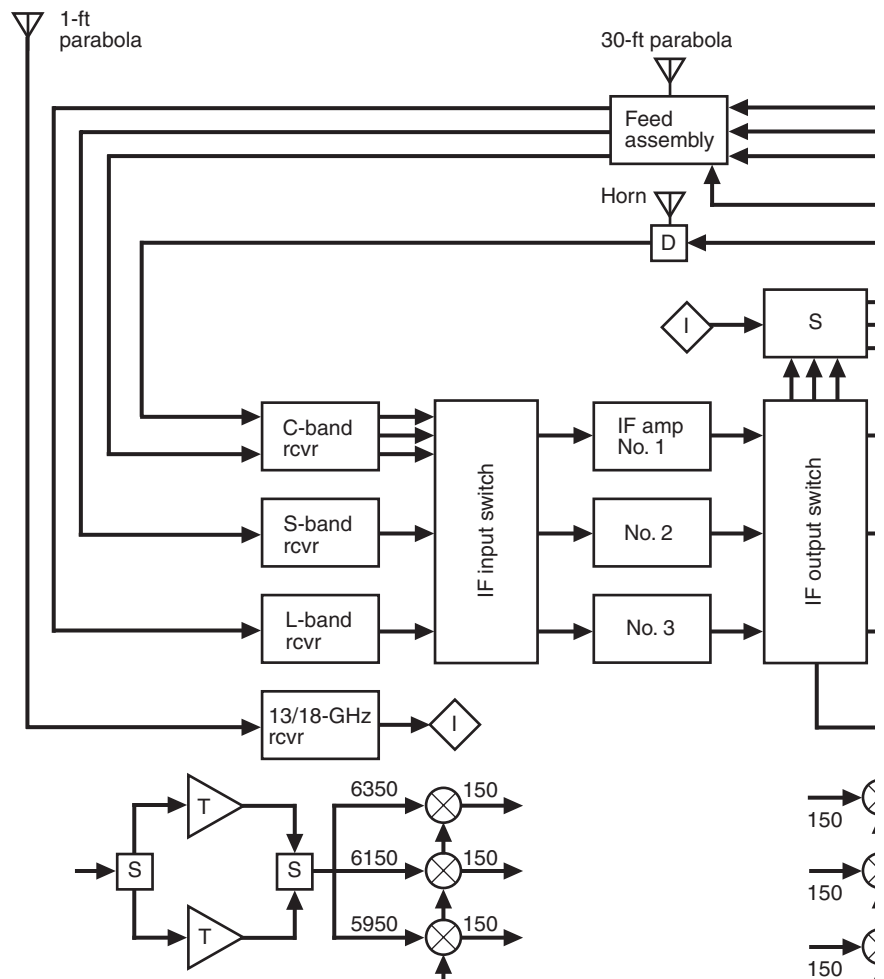 1-ft
parabola
30-ft parabola
Feed
assembly
Horn
D
I
S
C-band
rcvr
IF input switch
IF amp
No. 1
IF output switch
S-band
rcvr
No. 2
L-band
rcvr
No. 3
13/18-GHz
rcvr
I
T
6350
150
150
S
S
6150
150
150
T
5950
150
150